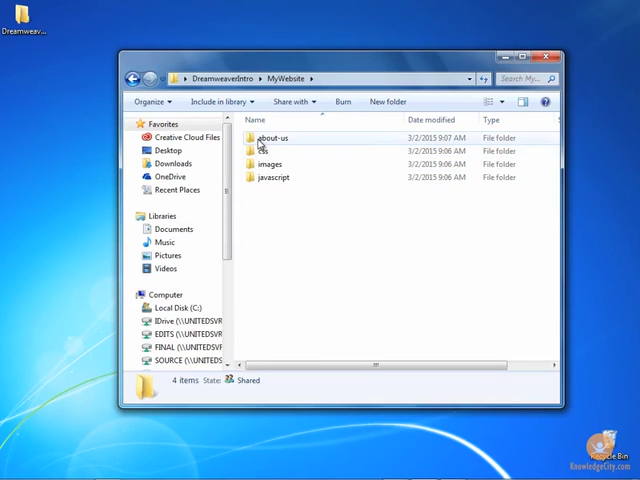 Dreamweav...
DreamweaverIntro
MyWebsite
Search My...
Organize
Include in library
Share with
Burn
New folder
Name
Date modified
Type
Favorites
Creative Cloud Files
Desktop
Downloads
OneDrive
Recent Places
Libraries
Documents
Music
Pictures
Videos
Computer
Local Disk (C:)
IDrive (\\UNITEDSVR
EDITS (\\UNITEDSVR
FINAL (\\UNITEDSVR
SOURCE (\\UNITEDSVR
about-us 3/2/2015 9:07 AM File folder
css 3/2/2015 9:06 AM File folder
images 3/2/2015 9:06 AM File folder
javascript 3/2/2015 9:06 AM File folder
4 items State: Shared
Recycle Bin
KnowledgeCity.com